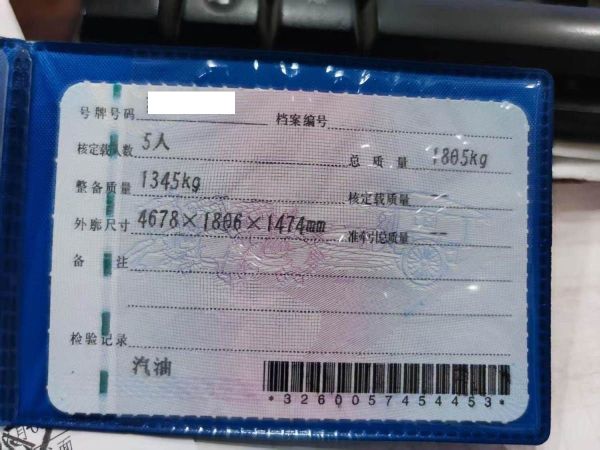 号牌号码 档案编号
核定载人数 5人 总质量 1805kg
整备质量 1345kg 核定载质量 --
外廓尺寸 4678×1806×1474mm 准牵引总质量 --
备注
检验记录
汽油
*3260057454453*